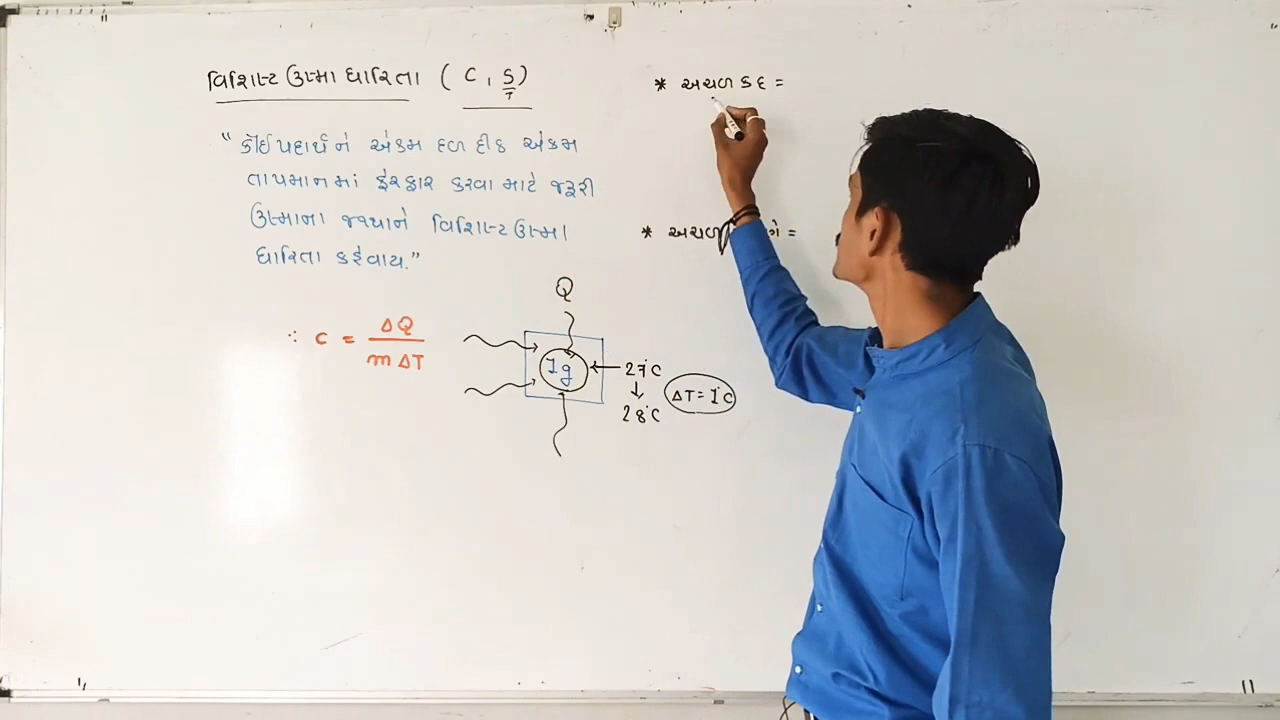 વિશિષ્ટ ઉષ્મા ધારિતા ( C , S )
T
" કોઈ પદાર્થને એકમ દળ દીઠ એકમ
તાપમાનમાં ફેરફાર કરવા માટે જરૂરી
ઉષ્માના જથ્થાને વિશિષ્ટ ઉષ્મા
ધારિતા કહેવાય. "
∴ C = ΔQ / m ΔT
Q
1g
27°C
↓
28°C
ΔT = 1°C
* અચળ કદ =
* અચળ =